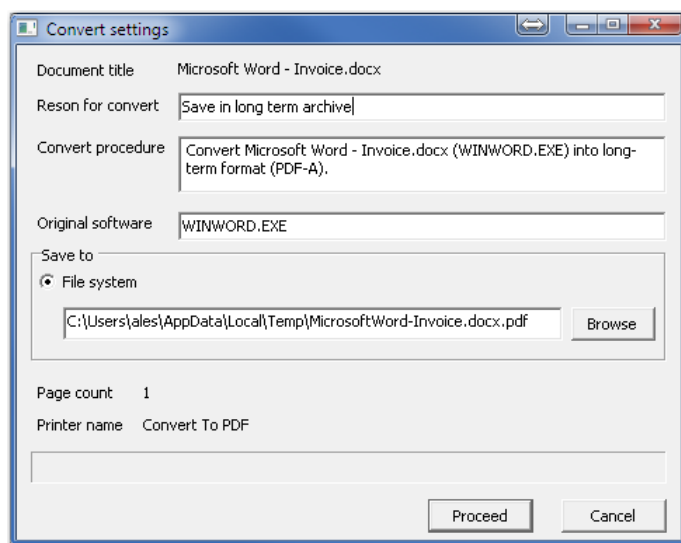 Convert settings
Document title Microsoft Word - Invoice.docx
Reson for convert Save in long term archive
Convert procedure Convert Microsoft Word - Invoice.docx (WINWORD.EXE) into long-
term format (PDF-A).
Original software WINWORD.EXE
Save to
File system
C:\Users\ales\AppData\Local\Temp\MicrosoftWord-Invoice.docx.pdf Browse
Page count 1
Printer name Convert To PDF
Proceed Cancel